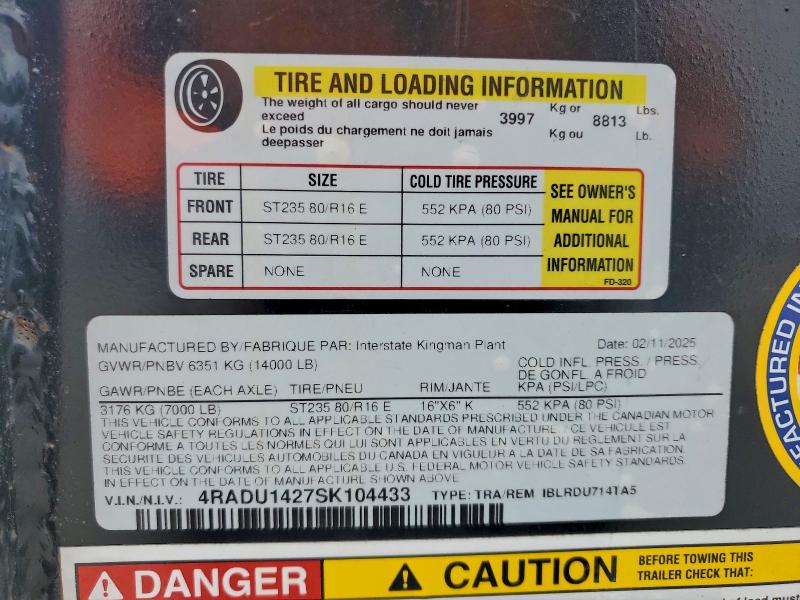 TIRE AND LOADING INFORMATION
The weight of all cargo should never exceed 3997 Kg or 8813 Lbs.
Le poids du chargement ne doit jamais deepasser Kg ou Lb.
TIRE SIZE COLD TIRE PRESSURE
FRONT ST235 80/R16 E 552 KPA (80 PSI)
REAR ST235 80/R16 E 552 KPA (80 PSI)
SPARE NONE NONE
SEE OWNER'S
MANUAL FOR
ADDITIONAL
INFORMATION
FD-320
MANUFACTURED BY/FABRIQUE PAR: Interstate Kingman Plant Date: 02/11/2025
GVWR/PNBV 6351 KG (14000 LB) COLD INFL. PRESS. / PRESS.
DE GONFL. A FROID
GAWR/PNBE (EACH AXLE) TIRE/PNEU RIM/JANTE KPA (PSI/LPC)
3176 KG (7000 LB) ST235 80/R16 E 16"X6" K 552 KPA (80 PSI)
THIS VEHICLE CONFORMS TO ALL APPLICABLE STANDARDS PRESCRIBED UNDER THE CANADIAN MOTOR
VEHICLE SAFETY REGULATIONS IN EFFECT ON THE DATE OF MANUFACTURE / CE VEHICULE EST
CONFORME A TOUTES LES NORMES QUI LUI SONT APPLICABLES EN VERTU DU REGLEMENT SUR LA
SECURITE DES VEHICULES AUTOMOBILES DU CANADA EN VIGUEUR A LA DATE DE SA FABRICATION.
THIS VEHICLE CONFORMS TO ALL APPLICABLE U.S. FEDERAL MOTOR VEHICLE SAFETY STANDARDS
IN EFFECT ON THE DATE OF MANUFACTURE SHOWN ABOVE
V.I.N./N.I.V.: 4RADU1427SK104433 TYPE: TRA/REM IBLRDU714TA5
FACTURED IN
DANGER
CAUTION BEFORE TOWING THIS
TRAILER CHECK THAT: